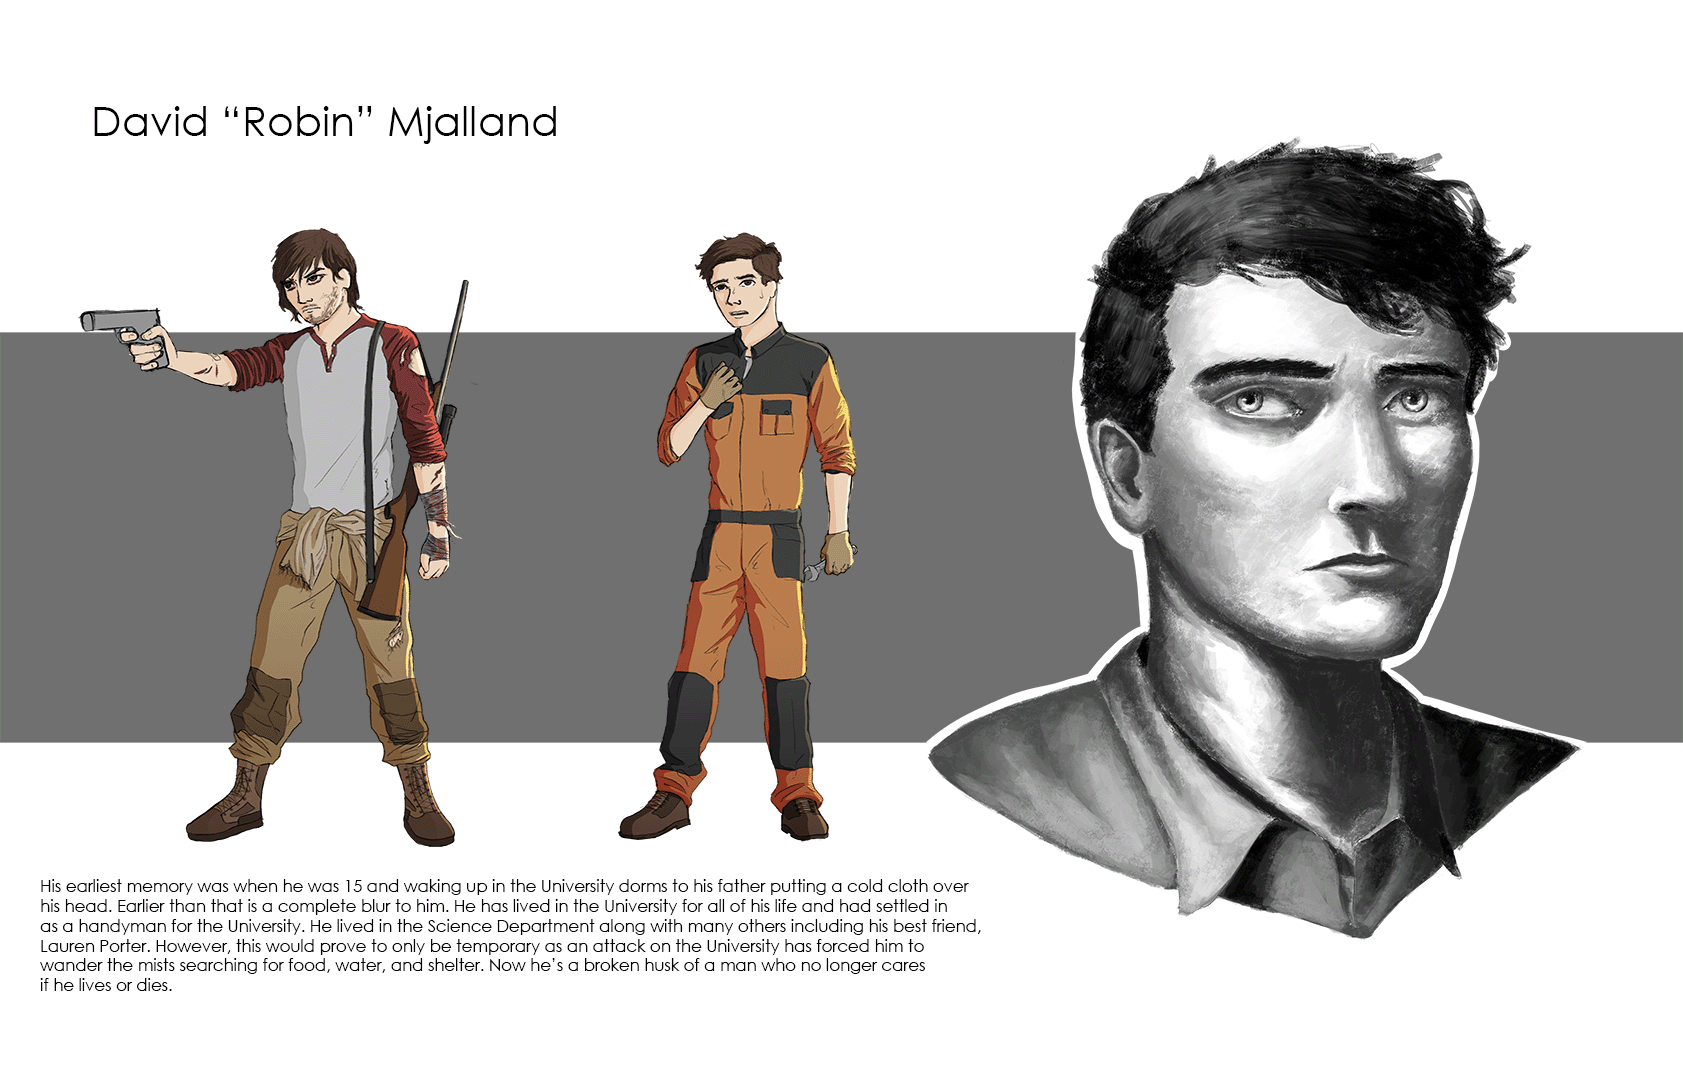 David “Robin” Mjalland
His earliest memory was when he was 15 and waking up in the University dorms to his father putting a cold cloth over
his head. Earlier than that is a complete blur to him. He has lived in the University for all of his life and had settled in
as a handyman for the University. He lived in the Science Department along with many others including his best friend,
Lauren Porter. However, this would prove to only be temporary as an attack on the University has forced him to
wander the mists searching for food, water, and shelter. Now he’s a broken husk of a man who no longer cares
if he lives or dies.